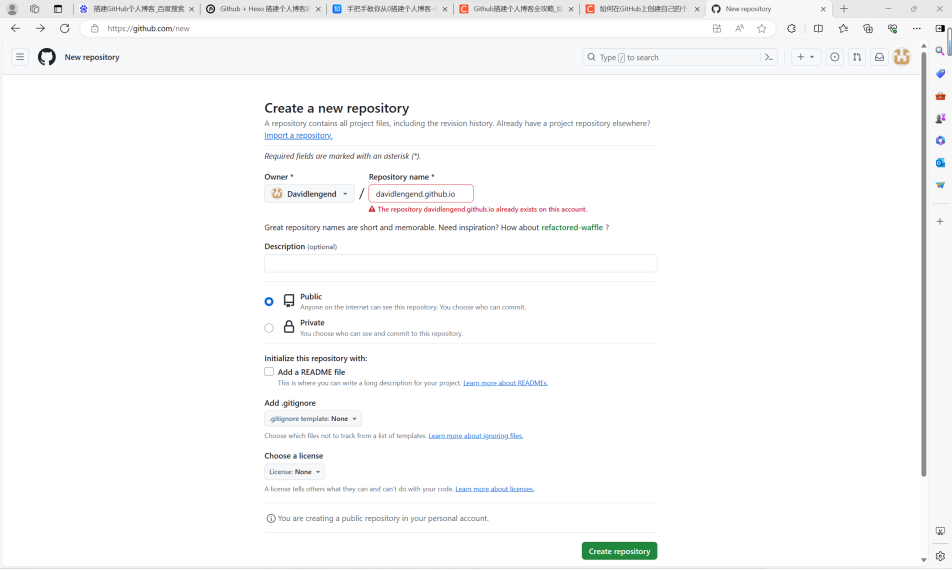 搭建GitHub个人博客_百度搜索
Github + Hexo 搭建个人博客
手把手教你从0搭建个人博客
Github搭建个人博客全攻略_
如何在GitHub上创建自己的个
New repository
https://github.com/new
New repository
Type / to search
Create a new repository
A repository contains all project files, including the revision history. Already have a project repository elsewhere?
Import a repository.
Required fields are marked with an asterisk (*).
Owner * Repository name *
Davidlengend / davidlengend.github.io
The repository davidlengend.github.io already exists on this account.
Great repository names are short and memorable. Need inspiration? How about refactored-waffle ?
Description (optional)
Public
Anyone on the internet can see this repository. You choose who can commit.
Private
You choose who can see and commit to this repository.
Initialize this repository with:
Add a README file
This is where you can write a long description for your project. Learn more about READMEs.
Add .gitignore
.gitignore template: None
Choose which files not to track from a list of templates. Learn more about ignoring files.
Choose a license
License: None
A license tells others what they can and can't do with your code. Learn more about licenses.
You are creating a public repository in your personal account.
Create repository